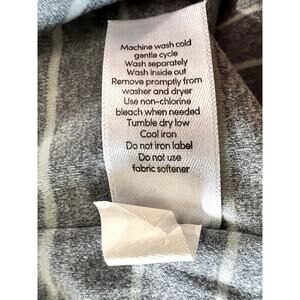 Machine wash cold
gentle cycle
Wash separately
Wash inside out
Remove promptly from
washer and dryer
Use non-chlorine
bleach when needed
Tumble dry low
Cool iron
Do not iron label
Do not use
fabric softener